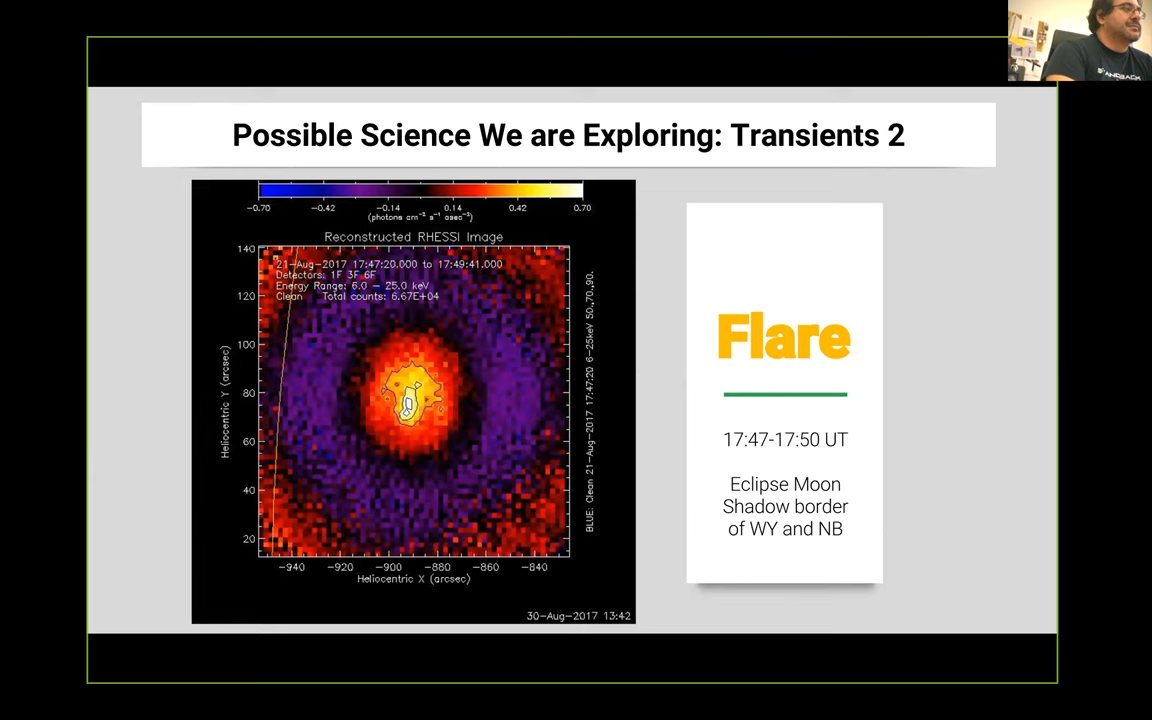 Possible Science We are Exploring: Transients 2
−0.70 −0.42 −0.14 0.14 0.42 0.70
(photons cm⁻² s⁻¹ asec⁻²)
Reconstructed RHESSI Image
21-Aug-2017 17:47:20.000 to 17:49:41.000
Detectors: 1F 3F 6F
Energy Range: 6.0 − 25.0 keV
Clean Total counts: 6.67E+04
140
120
100
80
60
40
20
Heliocentric Y (arcsec)
−940 −920 −900 −880 −860 −840
Heliocentric X (arcsec)
BLUE: Clean 21-Aug-2017 17:47:20 6-25keV 50.,70.,90.
30-Aug-2017 13:42
Flare
17:47-17:50 UT
Eclipse Moon
Shadow border
of WY and NB